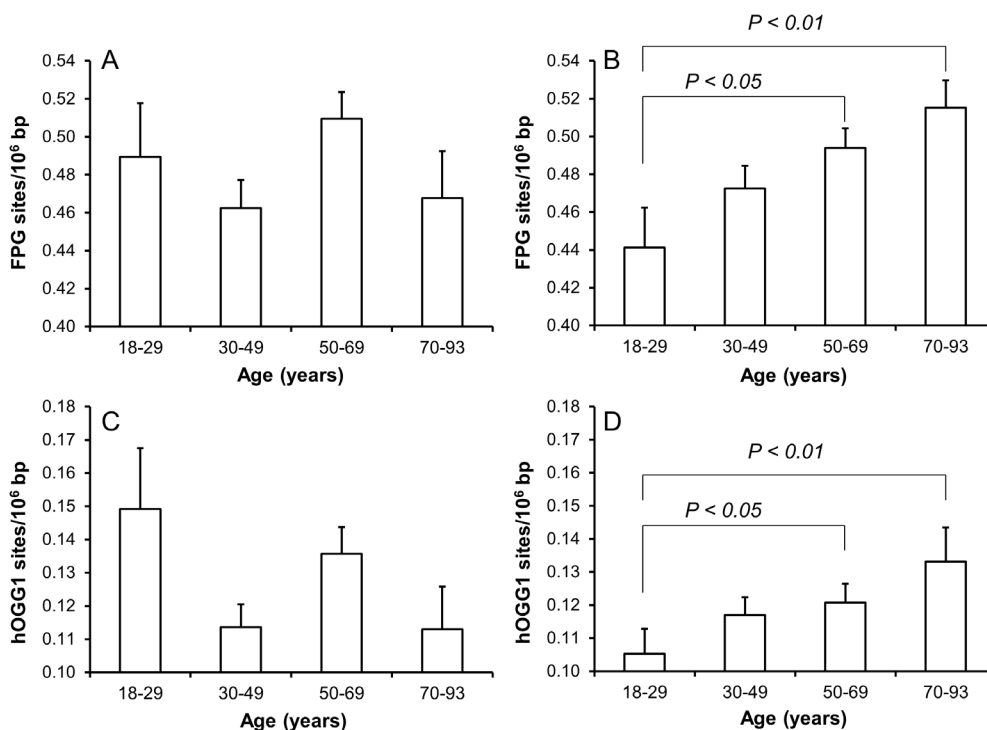 A
FPG sites/10⁶ bp
0.54
0.52
0.50
0.48
0.46
0.44
0.42
0.40
18-29 30-49 50-69 70-93
Age (years)
B
P < 0.01
P < 0.05
FPG sites/10⁶ bp
0.54
0.52
0.50
0.48
0.46
0.44
0.42
0.40
18-29 30-49 50-69 70-93
Age (years)
C
hOGG1 sites/10⁶ bp
0.18
0.17
0.16
0.15
0.14
0.13
0.12
0.11
0.10
18-29 30-49 50-69 70-93
Age (years)
D
P < 0.01
P < 0.05
hOGG1 sites/10⁶ bp
0.18
0.17
0.16
0.15
0.14
0.13
0.12
0.11
0.10
18-29 30-49 50-69 70-93
Age (years)